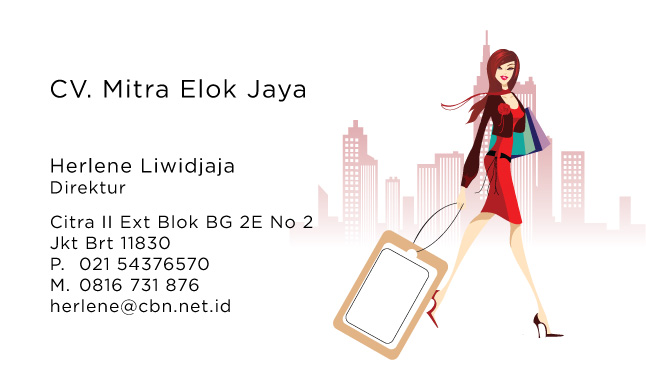 CV. Mitra Elok Jaya
Herlene Liwidjaja
Direktur
Citra II Ext Blok BG 2E No 2
Jkt Brt 11830
P. 021 54376570
M. 0816 731 876
herlene@cbn.net.id